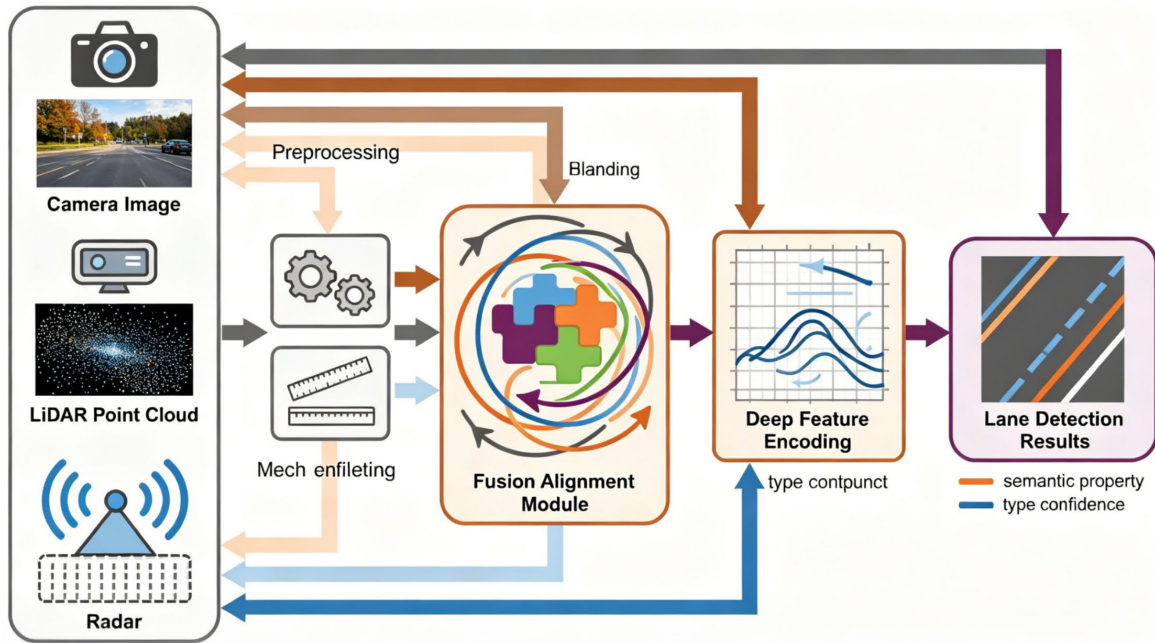 Camera Image
LiDAR Point Cloud
Radar
Preprocessing
Mech enfileting
Blanding
Fusion Alignment
Module
Deep Feature
Encoding
type contpunct
Lane Detection
Results
semantic property
type confidence